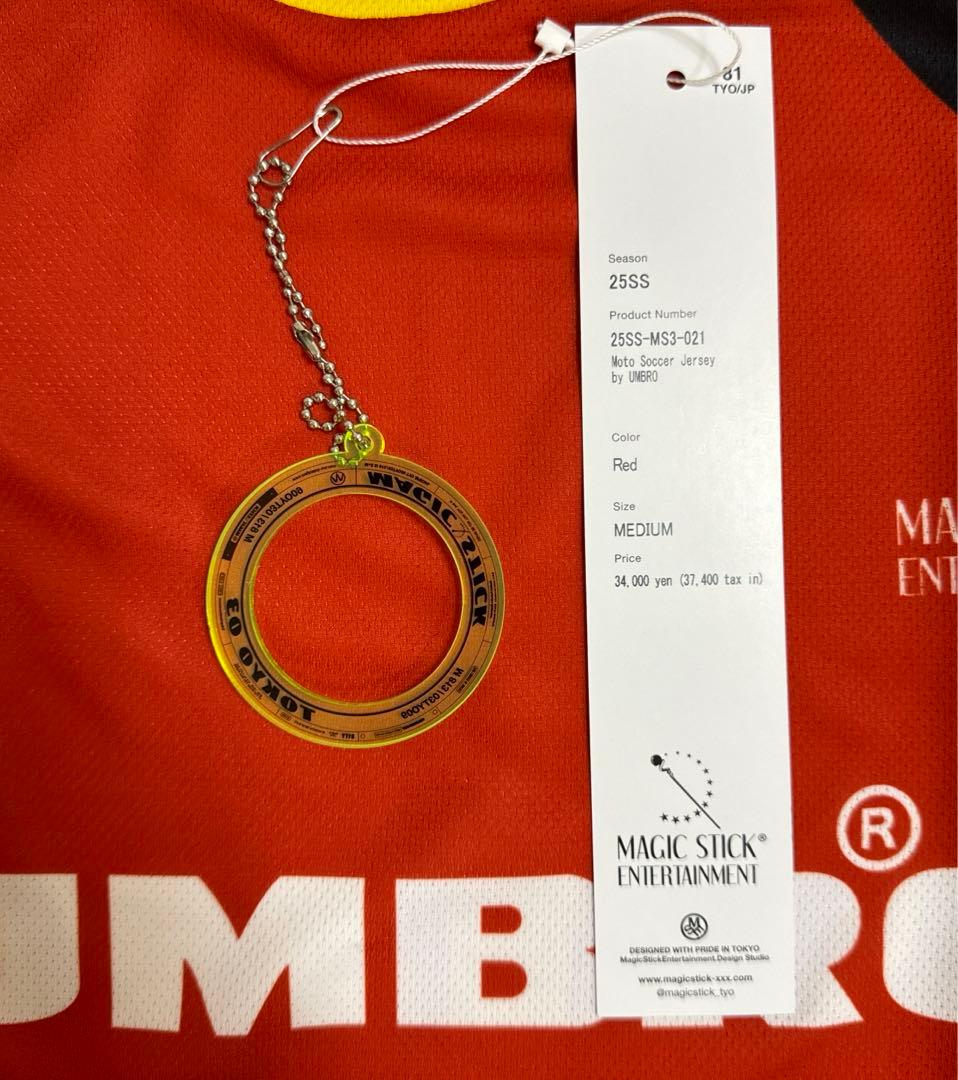 81
TYO/JP
Season
25SS
Product Number
25SS-MS3-021
Moto Soccer Jersey
by UMBRO
Color
Red
Size
MEDIUM
Price
34,000 yen (37,400 tax in)
MAGIC STICK®
ENTERTAINMENT
DESIGNED WITH PRIDE IN TOKYO
MagicStickEntertainment.Design Studio
www.magicstick-xxx.com
@magicstick_tyo
MAGIC/STICK
TOKYO 03
MA
ENT
UMBRO
®